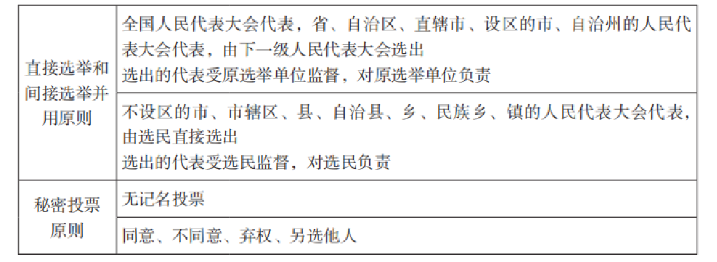 直接选举和
间接选举并
用原则
全国人民代表大会代表，省、自治区、直辖市、设区的市、自治州的人民代
表大会代表，由下一级人民代表大会选出
选出的代表受原选举单位监督，对原选举单位负责
不设区的市、市辖区、县、自治县、乡、民族乡、镇的人民代表大会代表，
由选民直接选出
选出的代表受选民监督，对选民负责
秘密投票
原则
无记名投票
同意、不同意、弃权、另选他人